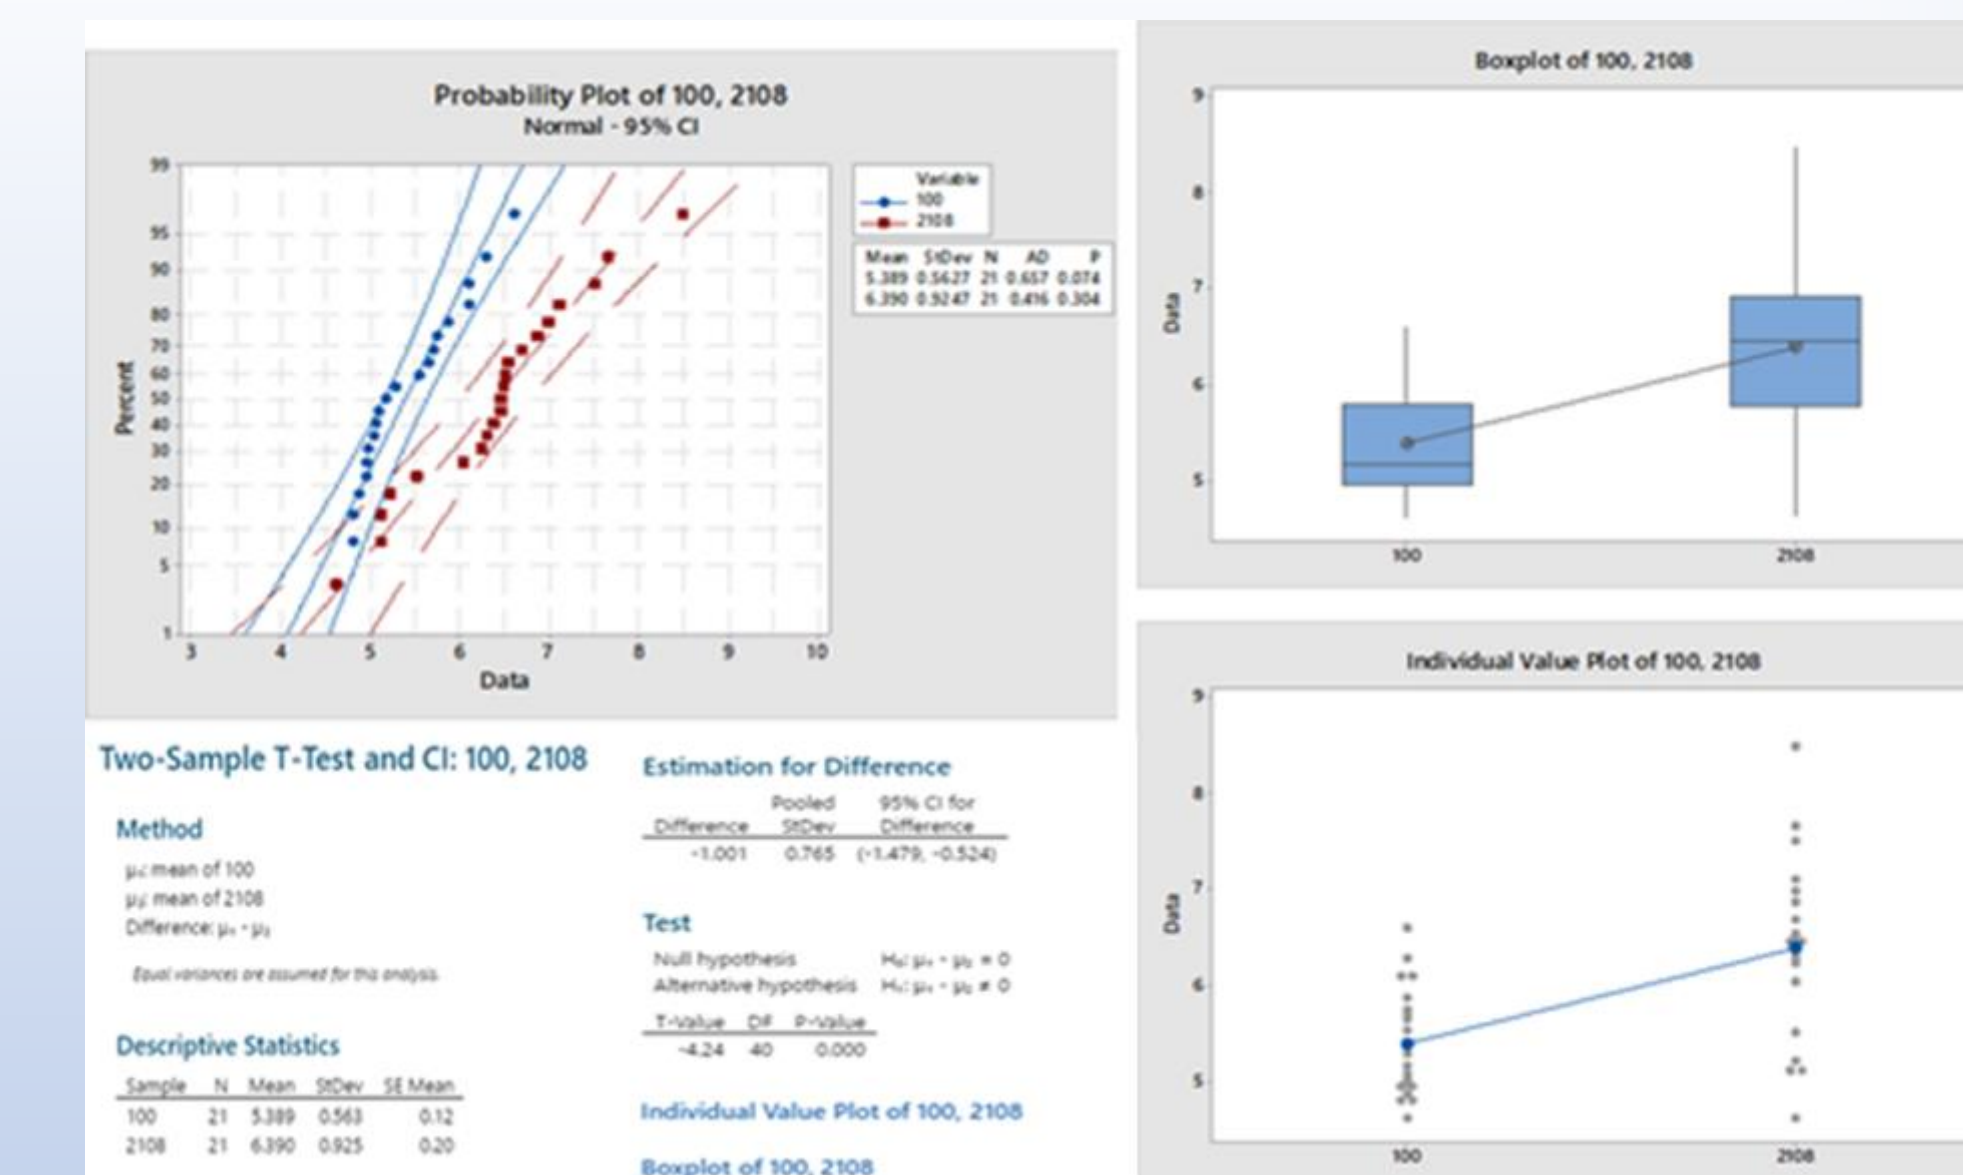 Probability Plot of 100, 2108
Normal - 95% CI
99
95
90
80
70
60
50
40
30
20
10
5
1
Percent
3 4 5 6 7 8 9 10
Data
Variable
100
2108
Mean StDev N AD P
5.389 0.5627 21 0.657 0.074
6.390 0.9247 21 0.416 0.304
Boxplot of 100, 2108
9
8
7
6
5
Data
100 2108
Individual Value Plot of 100, 2108
9
8
7
6
5
Data
100 2108
Two-Sample T-Test and CI: 100, 2108
Method
μ₁: mean of 100
μ₂: mean of 2108
Difference: μ₁ - μ₂
Equal variances are assumed for this analysis.
Descriptive Statistics
Sample N Mean StDev SE Mean
100 21 5.389 0.563 0.12
2108 21 6.390 0.925 0.20
Estimation for Difference
Pooled 95% CI for
Difference StDev Difference
-1.001 0.765 (-1.479, -0.524)
Test
Null hypothesis H₀: μ₁ - μ₂ = 0
Alternative hypothesis H₁: μ₁ - μ₂ ≠ 0
T-Value DF P-Value
-4.24 40 0.000
Individual Value Plot of 100, 2108
Boxplot of 100, 2108